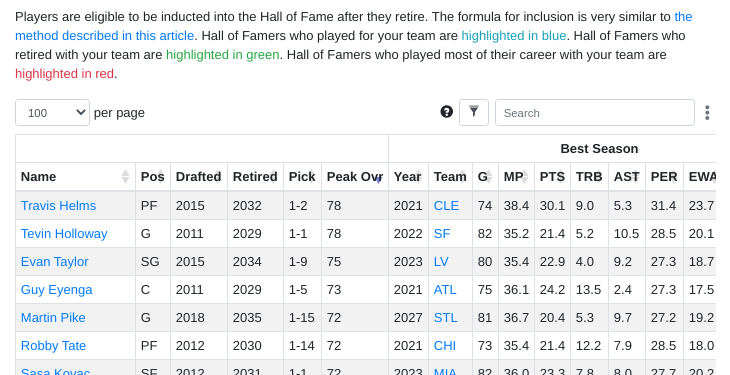 Players are eligible to be inducted into the Hall of Fame after they retire. The formula for inclusion is very similar to the
method described in this article. Hall of Famers who played for your team are highlighted in blue. Hall of Famers who
retired with your team are highlighted in green. Hall of Famers who played most of their career with your team are
highlighted in red.
100 per page Search
Best Season
Name Pos Drafted Retired Pick Peak Ovr Year Team G MP PTS TRB AST PER EWA
Travis Helms PF 2015 2032 1-2 78 2021 CLE 74 38.4 30.1 9.0 5.3 31.4 23.7
Tevin Holloway G 2011 2029 1-1 78 2022 SF 82 35.2 21.4 5.2 10.5 28.5 20.1
Evan Taylor SG 2015 2034 1-9 75 2023 LV 80 35.4 22.9 4.0 9.2 27.3 18.7
Guy Eyenga C 2011 2029 1-5 73 2021 ATL 75 36.1 24.2 13.5 2.4 27.3 17.5
Martin Pike G 2018 2035 1-15 72 2027 STL 81 36.7 20.4 5.3 9.7 27.2 19.2
Robby Tate PF 2012 2030 1-14 72 2021 CHI 73 35.4 21.4 12.2 7.9 28.5 18.0
Sasa Kovac SF 2012 2031 1-1 72 2023 MIA 82 36.0 23.3 7.8 8.0 27.7 20.2